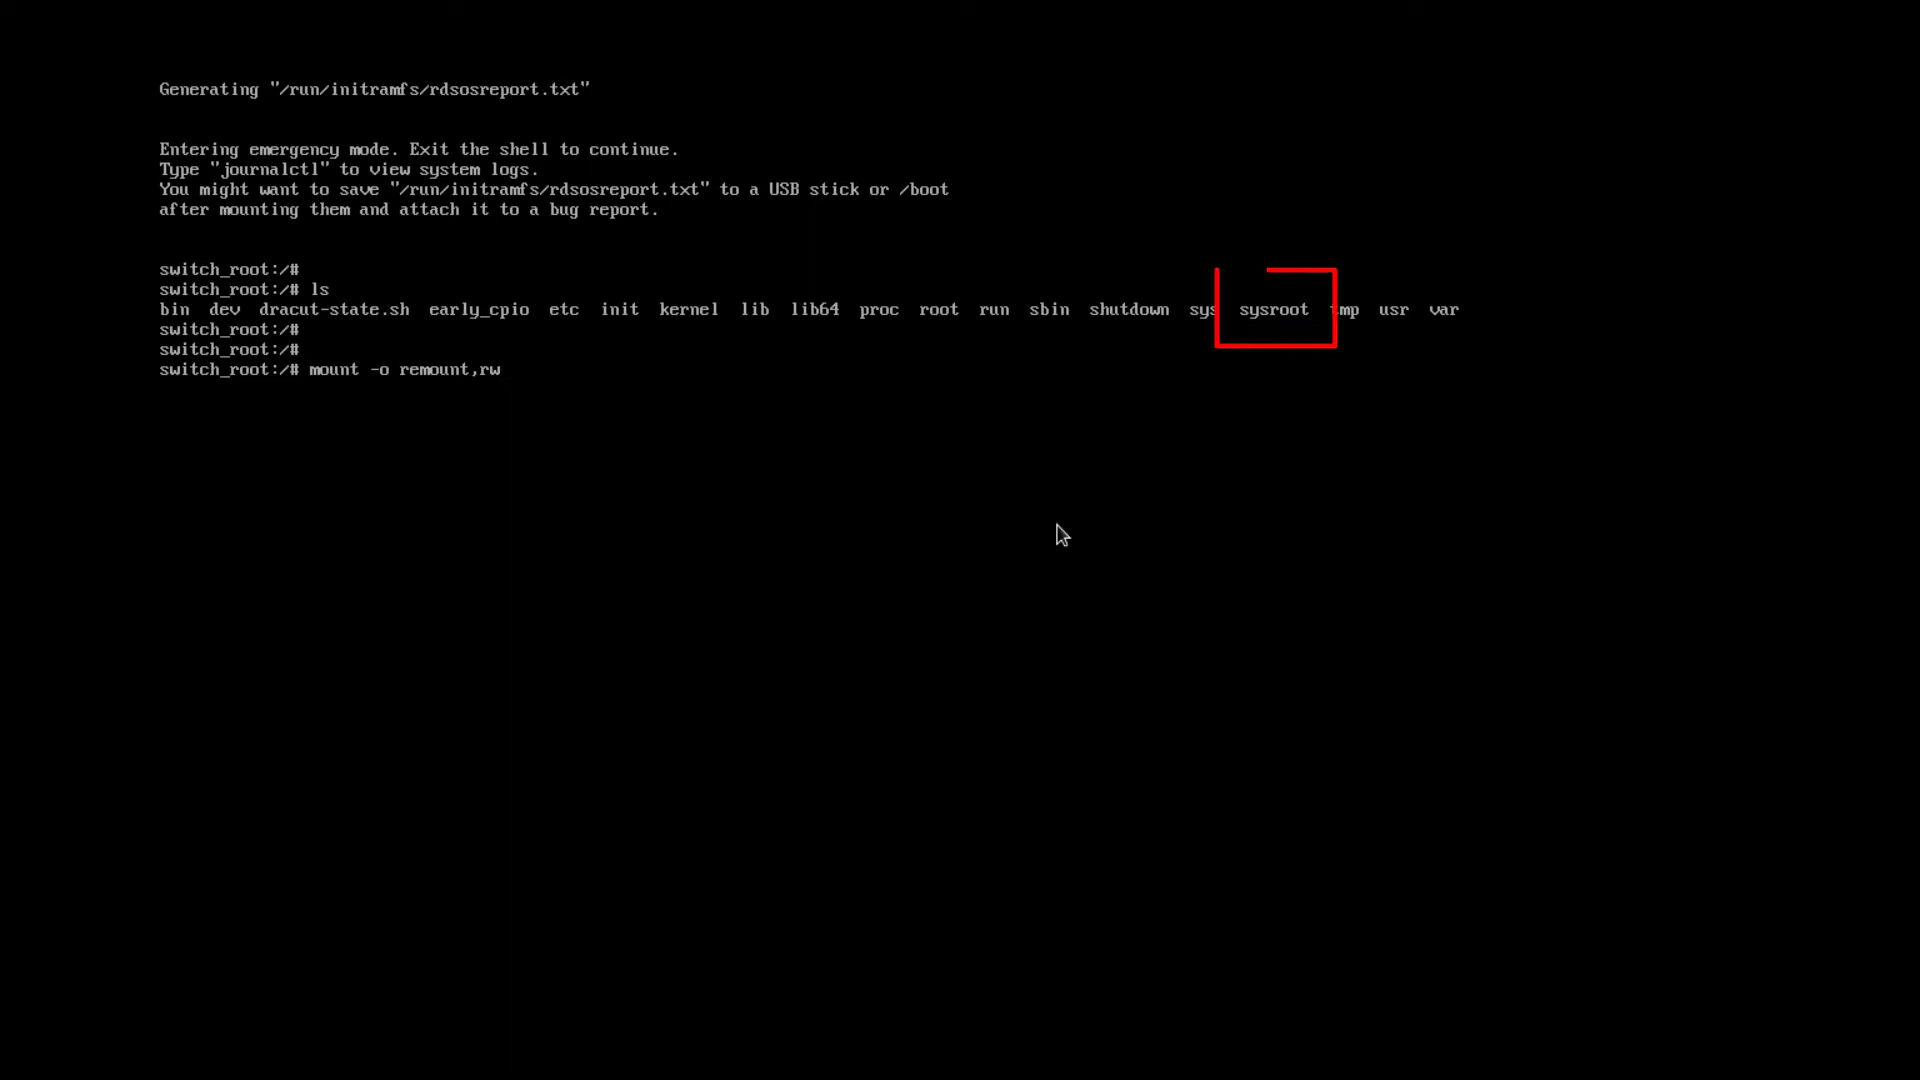 Generating "/run/initramfs/rdsosreport.txt"
Entering emergency mode. Exit the shell to continue.
Type "journalctl" to view system logs.
You might want to save "/run/initramfs/rdsosreport.txt" to a USB stick or /boot
after mounting them and attach it to a bug report.
switch_root:/#
switch_root:/# ls
bin dev dracut-state.sh early_cpio etc init kernel lib lib64 proc root run sbin shutdown sys sysroot tmp usr var
switch_root:/#
switch_root:/#
switch_root:/# mount -o remount,rw